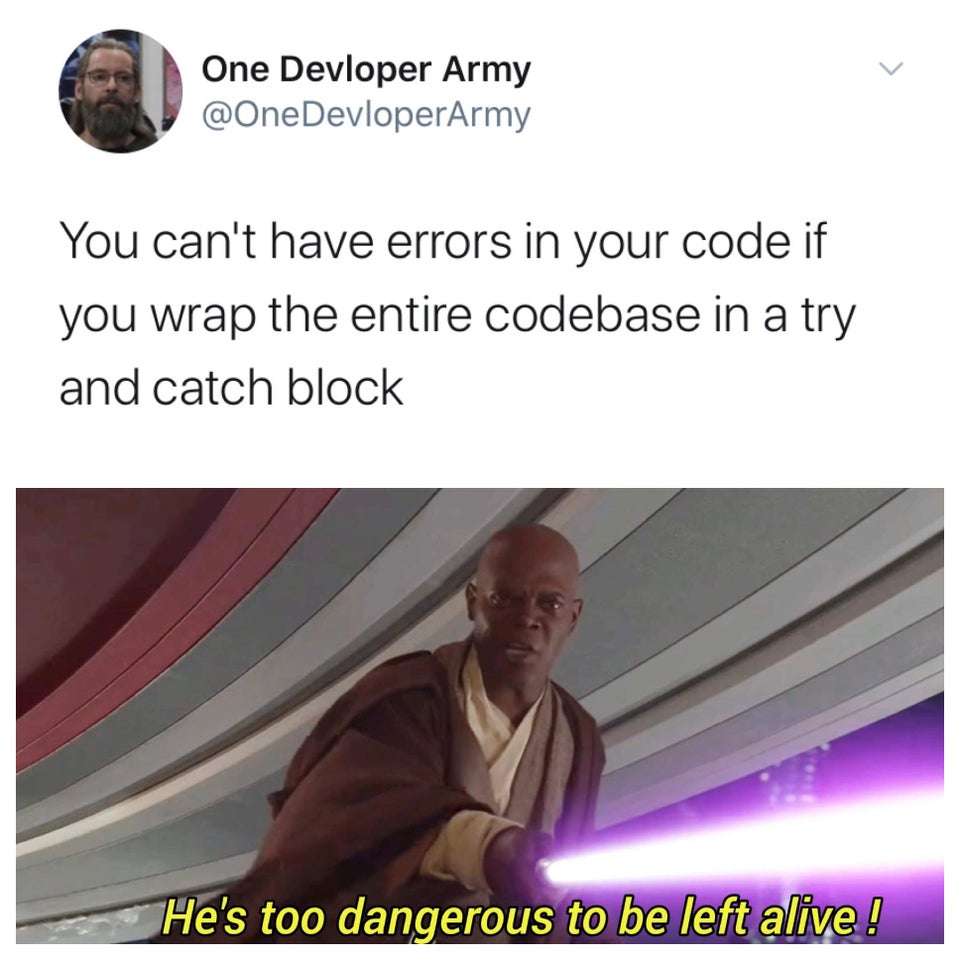 One Devloper Army
@OneDevloperArmy
You can't have errors in your code if
you wrap the entire codebase in a try
and catch block
He's too dangerous to be left alive !